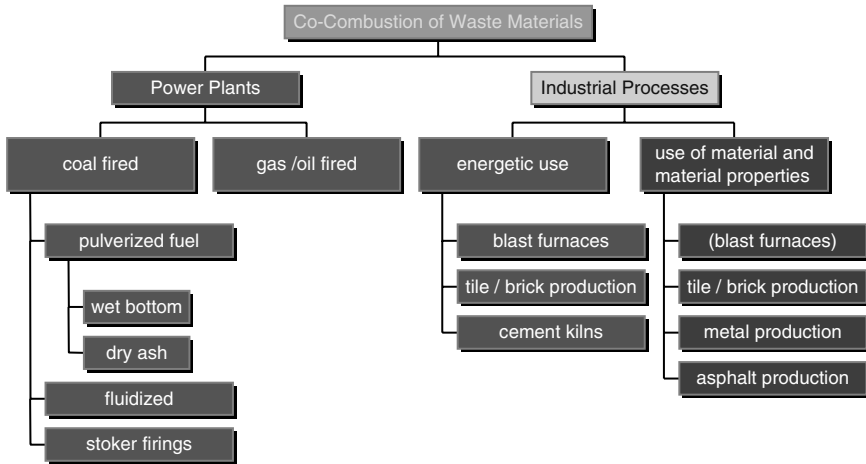 Co-Combustion of Waste Materials
Power Plants
Industrial Processes
coal fired
gas /oil fired
energetic use
use of material and
material properties
pulverized fuel
wet bottom
dry ash
fluidized
stoker firings
blast furnaces
tile / brick production
cement kilns
(blast furnaces)
tile / brick production
metal production
asphalt production